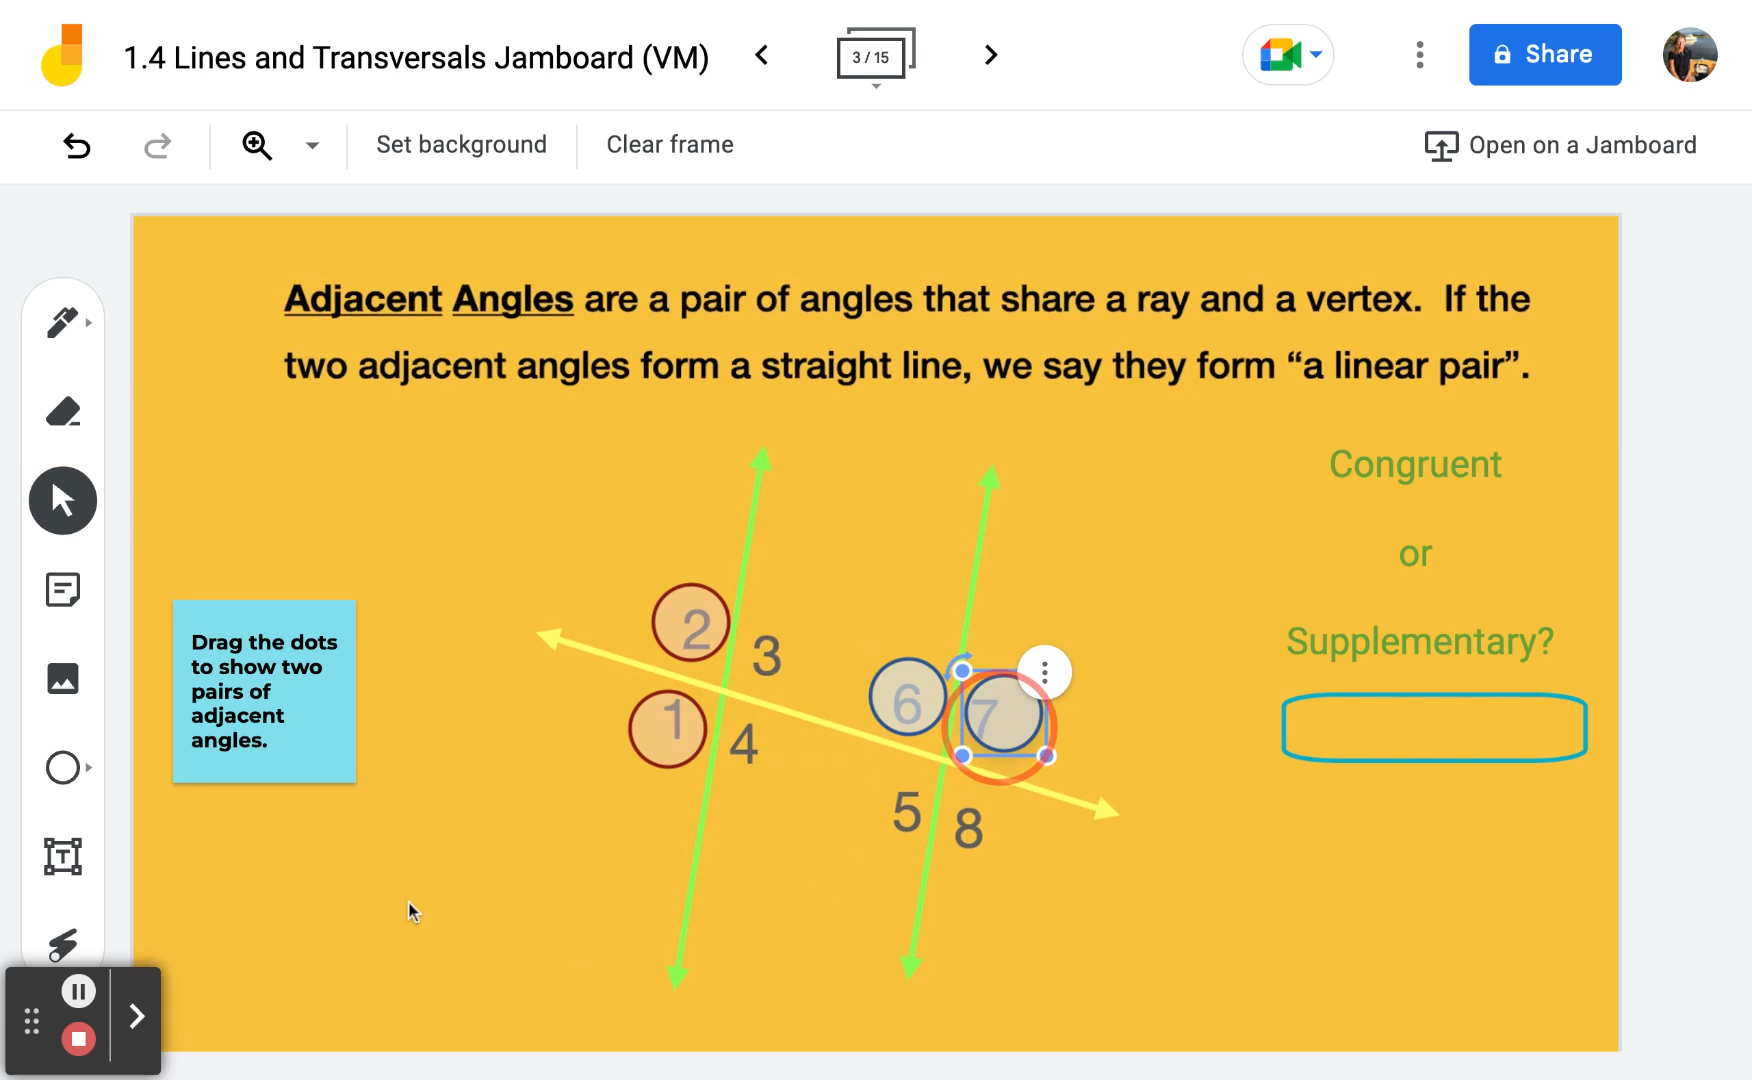 1.4 Lines and Transversals Jamboard (VM)
3 / 15
Share
Set background
Clear frame
Open on a Jamboard
Adjacent Angles are a pair of angles that share a ray and a vertex. If the
two adjacent angles form a straight line, we say they form “a linear pair”.
Congruent
or
Supplementary?
Drag the dots
to show two
pairs of
adjacent
angles.
2
3
1
4
6
7
5
8
T